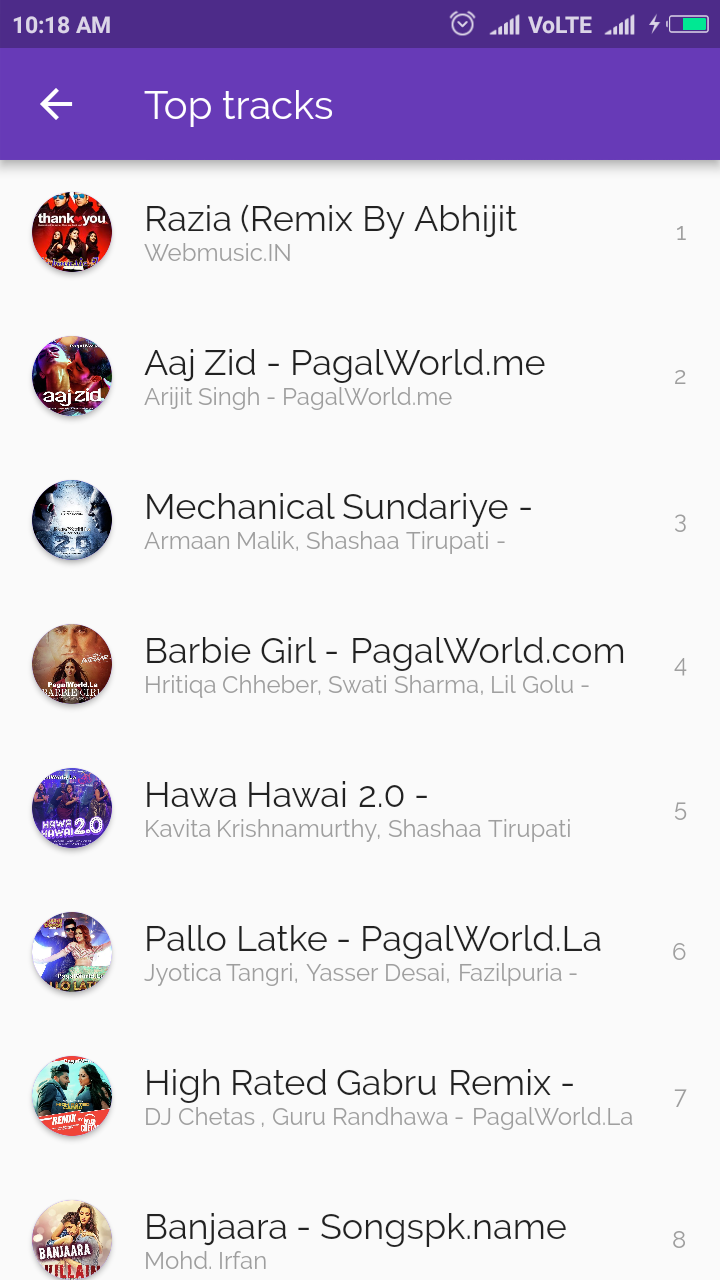 10:18 AM
VoLTE
Top tracks
thank you
Razia (Remix By Abhijit
Webmusic.IN
1
aaj zid
Aaj Zid - PagalWorld.me
Arijit Singh - PagalWorld.me
2
Mechanical Sundariye -
Armaan Malik, Shashaa Tirupati -
3
PagalWorld.La
BARBIE GIRL
Barbie Girl - PagalWorld.com
Hritiqa Chheber, Swati Sharma, Lil Golu -
4
HAWA
HAWAI 2.0
Hawa Hawai 2.0 -
Kavita Krishnamurthy, Shashaa Tirupati
5
Pallo Latke - PagalWorld.La
Jyotica Tangri, Yasser Desai, Fazilpuria -
6
REMIX
High Rated Gabru Remix -
DJ Chetas , Guru Randhawa - PagalWorld.La
7
BANJAARA
Banjaara - Songspk.name
Mohd. Irfan
8